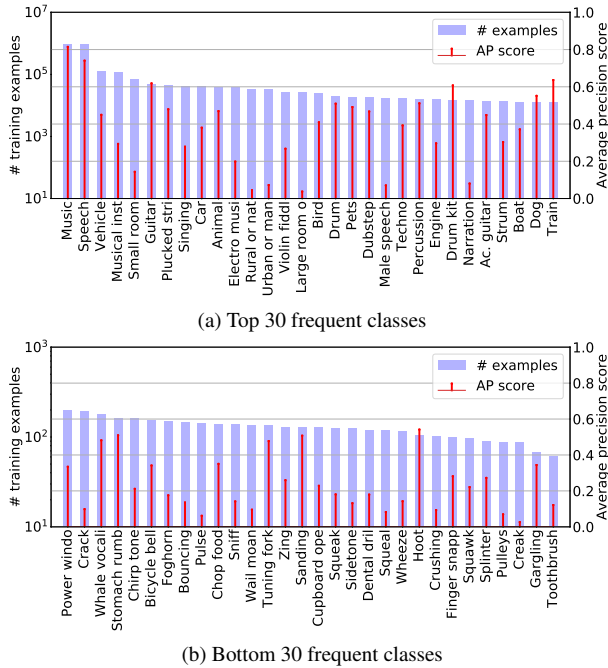 10^7
10^5
10^3
10^1
# training examples
1.0
0.8
0.6
0.4
0.2
0.0
Average precision score
# examples
AP score
Music
Speech
Vehicle
Musical inst
Small room
Guitar
Plucked stri
Singing
Car
Animal
Electro musi
Rural or nat
Urban or man
Violin fiddl
Large room o
Bird
Drum
Pets
Dubstep
Male speech
Techno
Percussion
Engine
Drum kit
Narration
Ac. guitar
Strum
Boat
Dog
Train
(a) Top 30 frequent classes
10^3
10^2
10^1
# training examples
1.0
0.8
0.6
0.4
0.2
0.0
Average precision score
# examples
AP score
Power windo
Crack
Whale vocali
Stomach rumb
Chirp tone
Bicycle bell
Foghorn
Bouncing
Pulse
Chop food
Sniff
Wail moan
Tuning fork
Zing
Sanding
Cupboard ope
Squeak
Sidetone
Dental dril
Squeal
Wheeze
Hoot
Crushing
Finger snapp
Squawk
Splinter
Pulleys
Creak
Gargling
Toothbrush
(b) Bottom 30 frequent classes